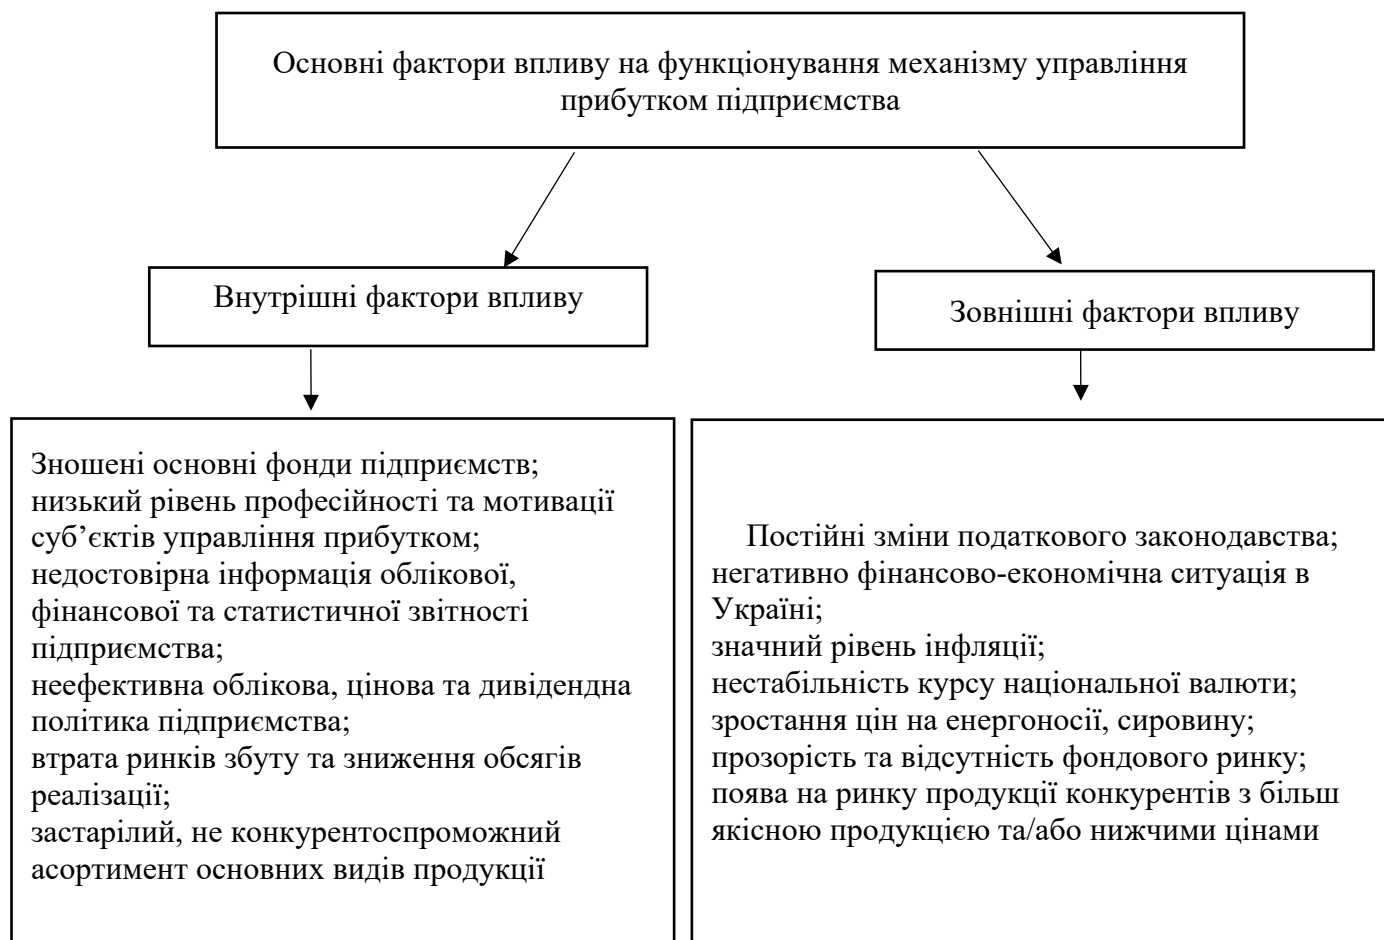 Основні фактори впливу на функціонування механізму управління
прибутком підприємства
Внутрішні фактори впливу
Зовнішні фактори впливу
Зношені основні фонди підприємств;
низький рівень професійності та мотивації
суб’єктів управління прибутком;
недостовірна інформація облікової,
фінансової та статистичної звітності
підприємства;
неефективна облікова, цінова та дивідендна
політика підприємства;
втрата ринків збуту та зниження обсягів
реалізації;
застарілий, не конкурентоспроможний
асортимент основних видів продукції
Постійні зміни податкового законодавства;
негативно фінансово-економічна ситуація в
Україні;
значний рівень інфляції;
нестабільність курсу національної валюти;
зростання цін на енергоносії, сировину;
прозорість та відсутність фондового ринку;
поява на ринку продукції конкурентів з більш
якісною продукцією та/або нижчими цінами